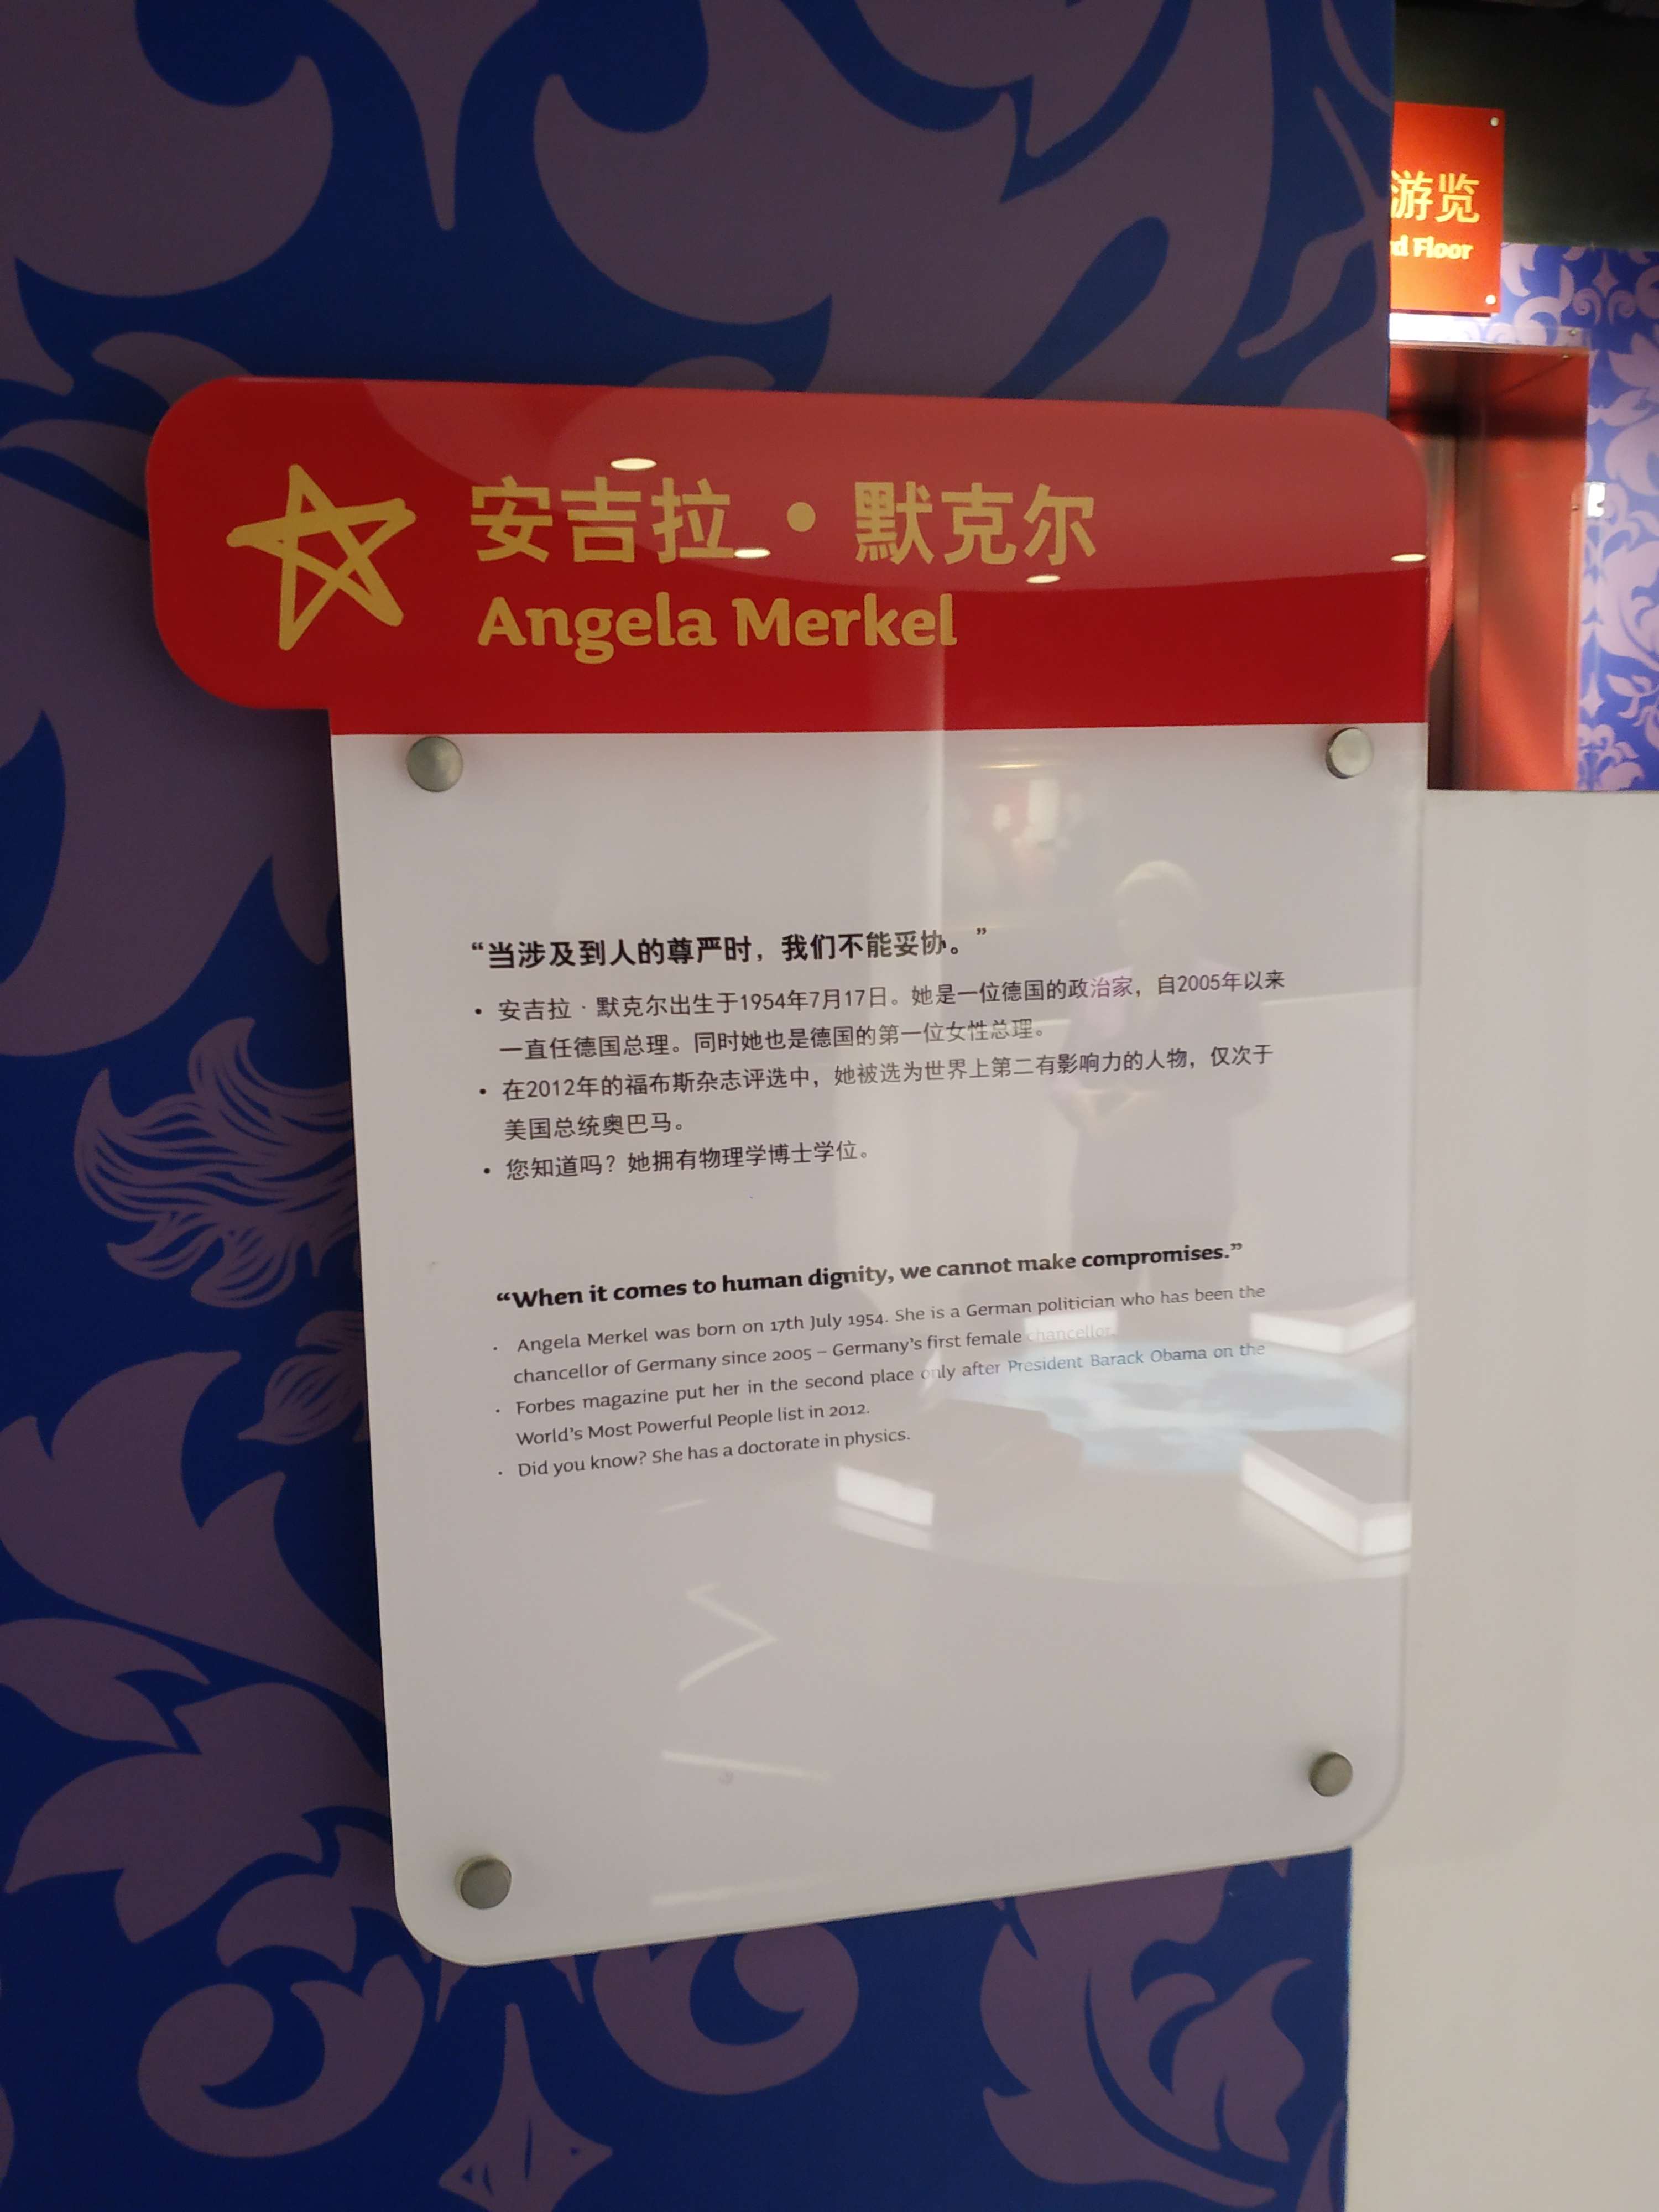 游览
d Floor
安吉拉·默克尔
Angela Merkel
“当涉及到人的尊严时，我们不能妥协。”
• 安吉拉·默克尔出生于1954年7月17日。她是一位德国的政治家，自2005年以来
一直任德国总理。同时她也是德国的第一位女性总理。
• 在2012年的福布斯杂志评选中，她被选为世界上第二有影响力的人物，仅次于
美国总统奥巴马。
• 您知道吗？她拥有物理学博士学位。
“When it comes to human dignity, we cannot make compromises.”
· Angela Merkel was born on 17th July 1954. She is a German politician who has been the
chancellor of Germany since 2005 – Germany's first female chancellor.
· Forbes magazine put her in the second place only after President Barack Obama on the
World's Most Powerful People list in 2012.
· Did you know? She has a doctorate in physics.